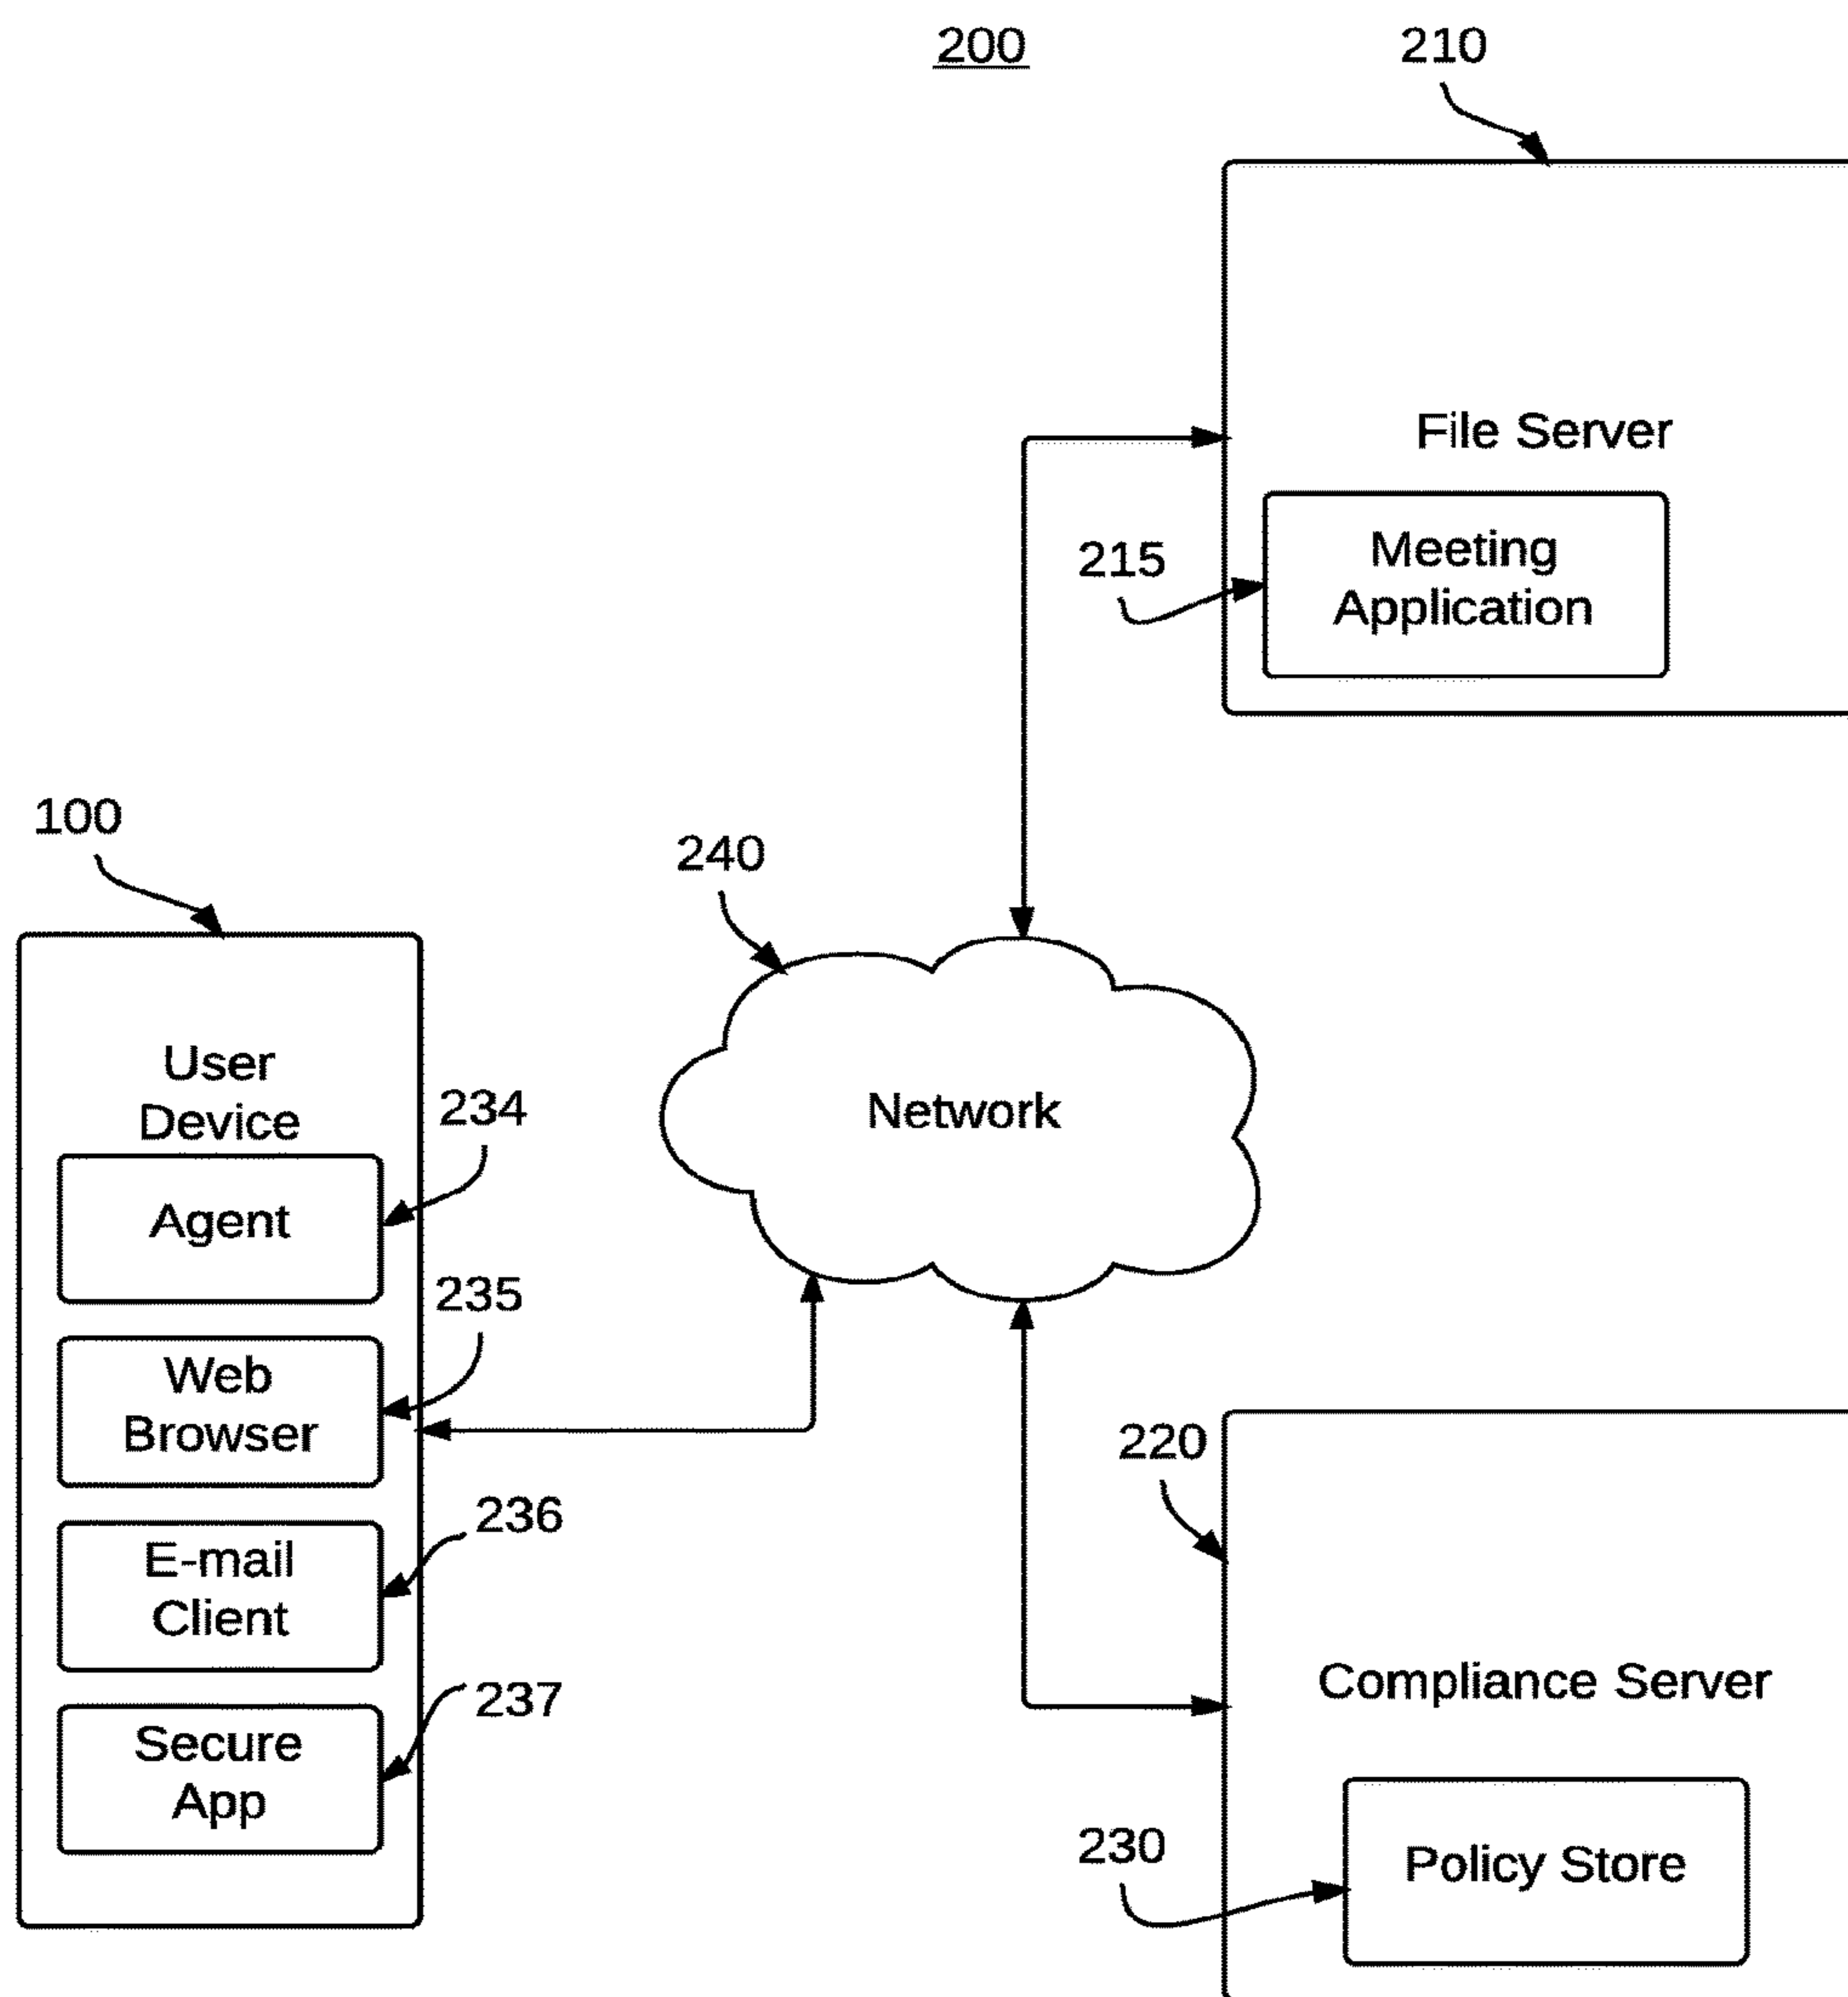 200
210
File Server
215
Meeting
Application
100
240
User
Device
234
Network
Agent
235
Web
Browser
220
236
E-mail
Client
Compliance Server
237
Secure
App
230
Policy Store